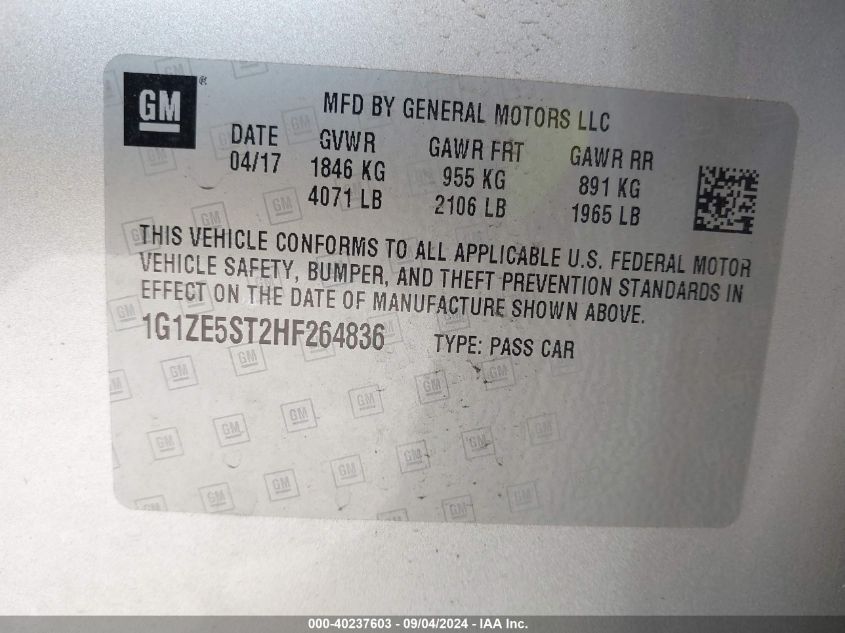 GM ®
MFD BY GENERAL MOTORS LLC
DATE GVWR GAWR FRT GAWR RR
04/17 1846 KG 955 KG 891 KG
4071 LB 2106 LB 1965 LB
THIS VEHICLE CONFORMS TO ALL APPLICABLE U.S. FEDERAL MOTOR
VEHICLE SAFETY, BUMPER, AND THEFT PREVENTION STANDARDS IN
EFFECT ON THE DATE OF MANUFACTURE SHOWN ABOVE.
1G1ZE5ST2HF264836 TYPE: PASS CAR
000-40237603 - 09/04/2024 - IAA Inc.